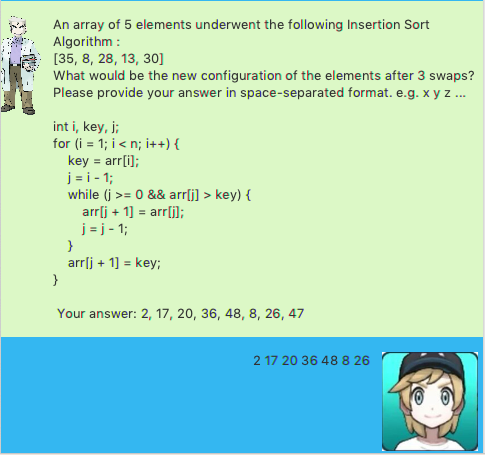 An array of 5 elements underwent the following Insertion Sort
Algorithm :
[35, 8, 28, 13, 30]
What would be the new configuration of the elements after 3 swaps?
Please provide your answer in space-separated format. e.g. x y z ...
int i, key, j;
for (i = 1; i < n; i++) {
key = arr[i];
j = i - 1;
while (j >= 0 && arr[j] > key) {
arr[j + 1] = arr[j];
j = j - 1;
}
arr[j + 1] = key;
}
Your answer: 2, 17, 20, 36, 48, 8, 26, 47
2 17 20 36 48 8 26